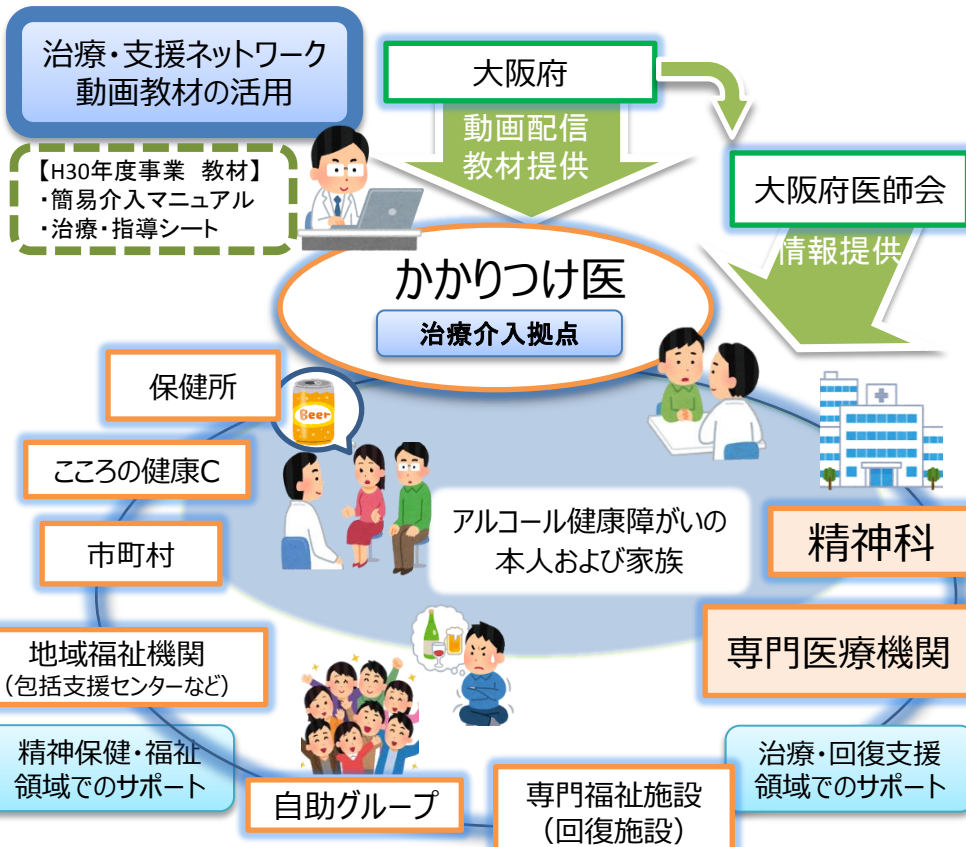 治療・支援ネットワーク
動画教材の活用
大阪府
動画配信
教材提供
【H30年度事業 教材】
・簡易介入マニュアル
・治療・指導シート
大阪府医師会
情報提供
かかりつけ医
治療介入拠点
保健所
Beer
こころの健康C
市町村
アルコール健康障がいの
本人および家族
精神科
地域福祉機関
(包括支援センターなど)
専門医療機関
精神保健・福祉
領域でのサポート
治療・回復支援
領域でのサポート
自助グループ
専門福祉施設
(回復施設)